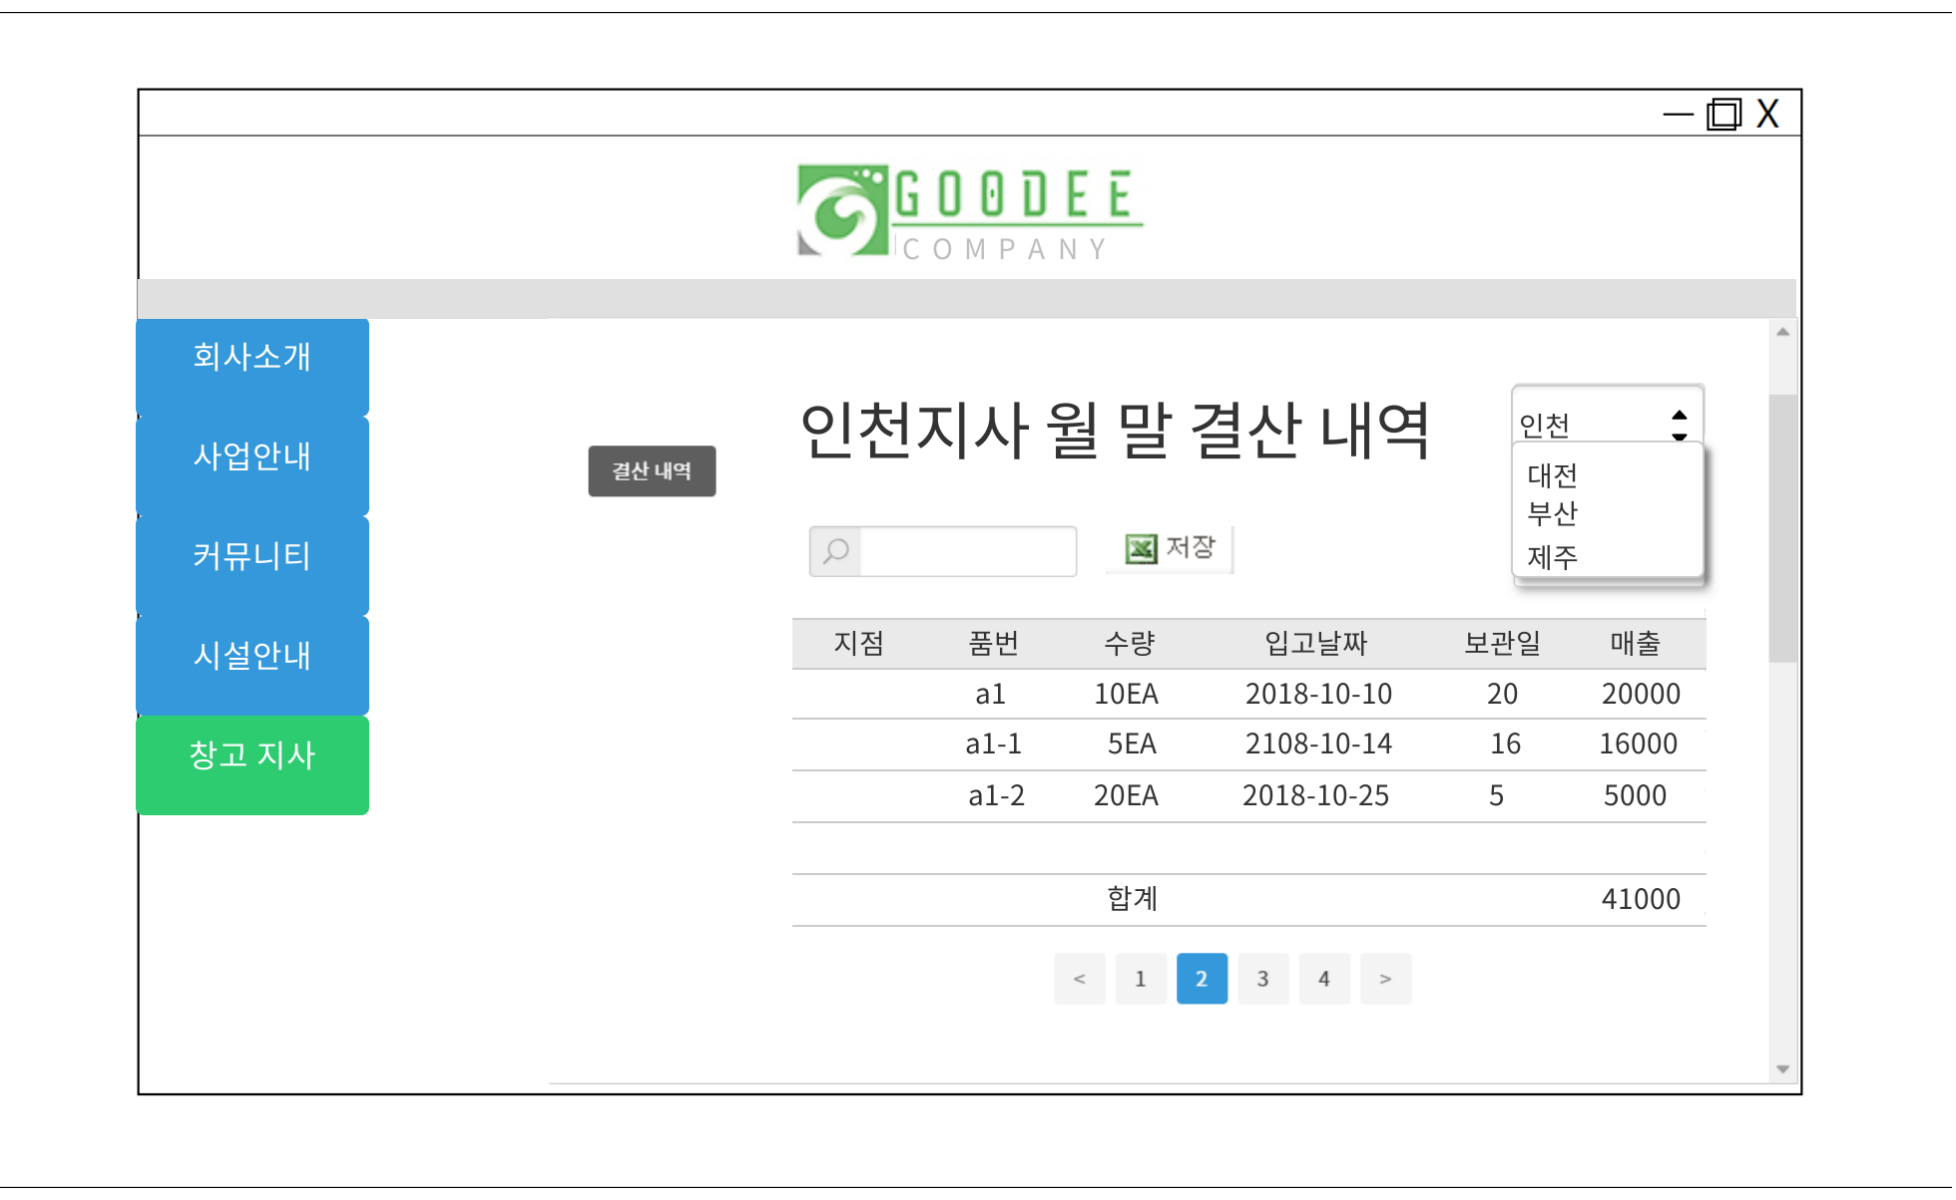 X
GOODEE
COMPANY
회사소개
사업안내
커뮤니티
시설안내
창고 지사
결산 내역
인천지사 월 말 결산 내역
인천
대전
부산
제주
저장
지점 품번 수량 입고날짜 보관일 매출
a1 10EA 2018-10-10 20 20000
a1-1 5EA 2108-10-14 16 16000
a1-2 20EA 2018-10-25 5 5000
합계 41000
< 1 2 3 4 >